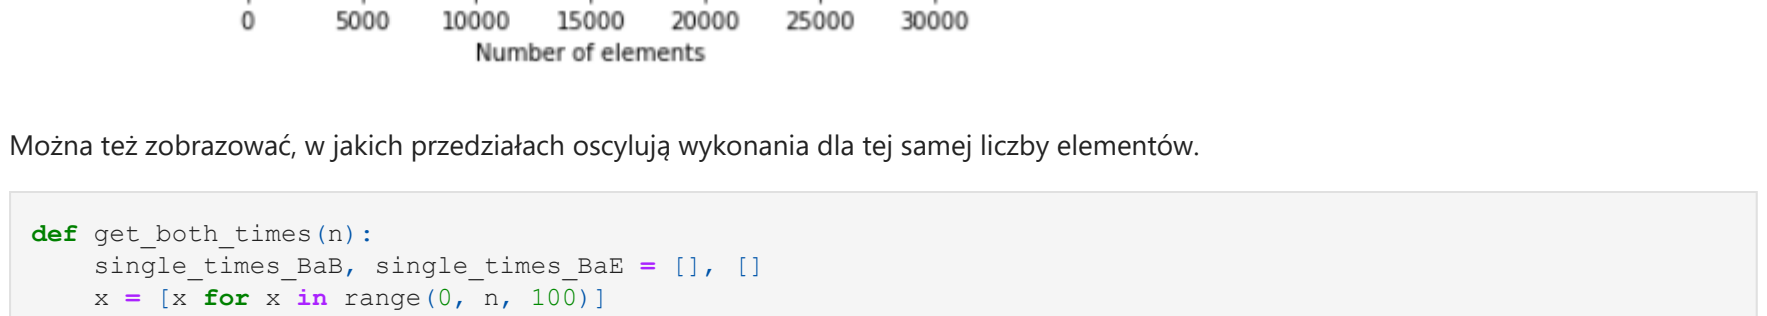 0 5000 10000 15000 20000 25000 30000
Number of elements
Można też zobrazować, w jakich przedziałach oscylują wykonania dla tej samej liczby elementów.
def get_both_times(n):
    single_times_BaB, single_times_BaE = [], []
    x = [x for x in range(0, n, 100)]